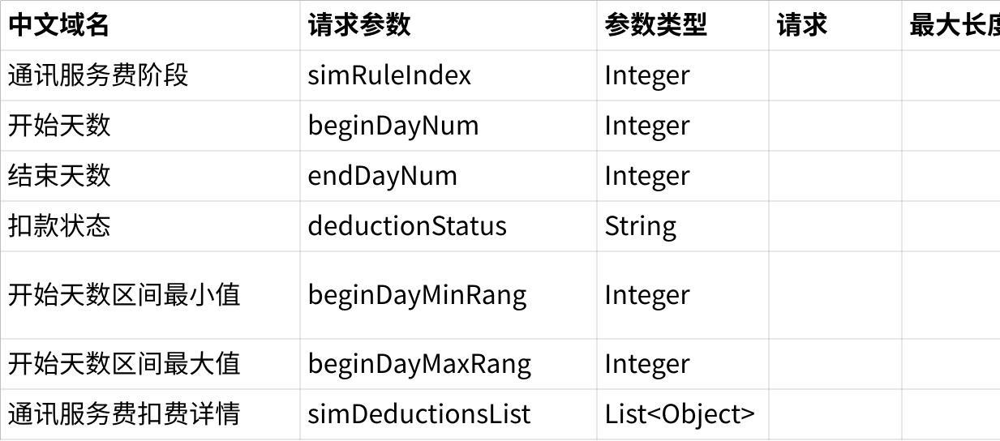 中文域名 请求参数 参数类型 请求 最大长度
通讯服务费阶段 simRuleIndex Integer
开始天数 beginDayNum Integer
结束天数 endDayNum Integer
扣款状态 deductionStatus String
开始天数区间最小值 beginDayMinRang Integer
开始天数区间最大值 beginDayMaxRang Integer
通讯服务费扣费详情 simDeductionsList List<Object>